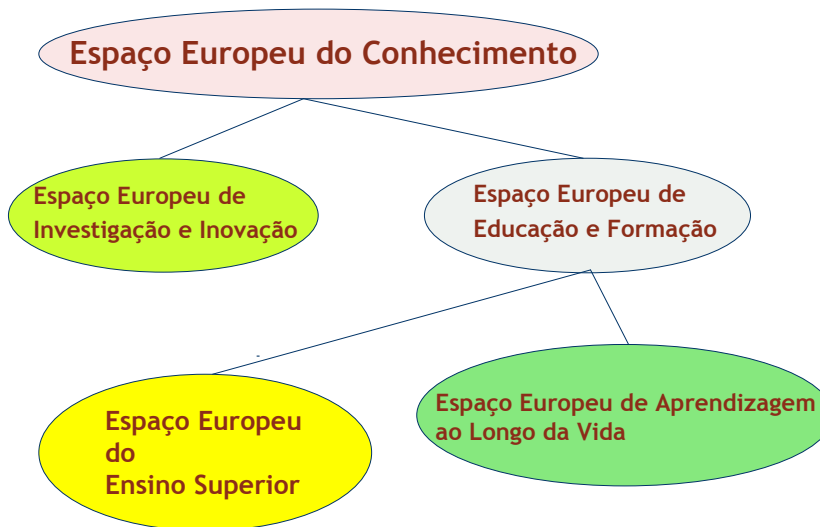 Espaço Europeu do Conhecimento
Espaço Europeu de
Investigação e Inovação
Espaço Europeu de
Educação e Formação
Espaço Europeu
do
Ensino Superior
Espaço Europeu de Aprendizagem
ao Longo da Vida